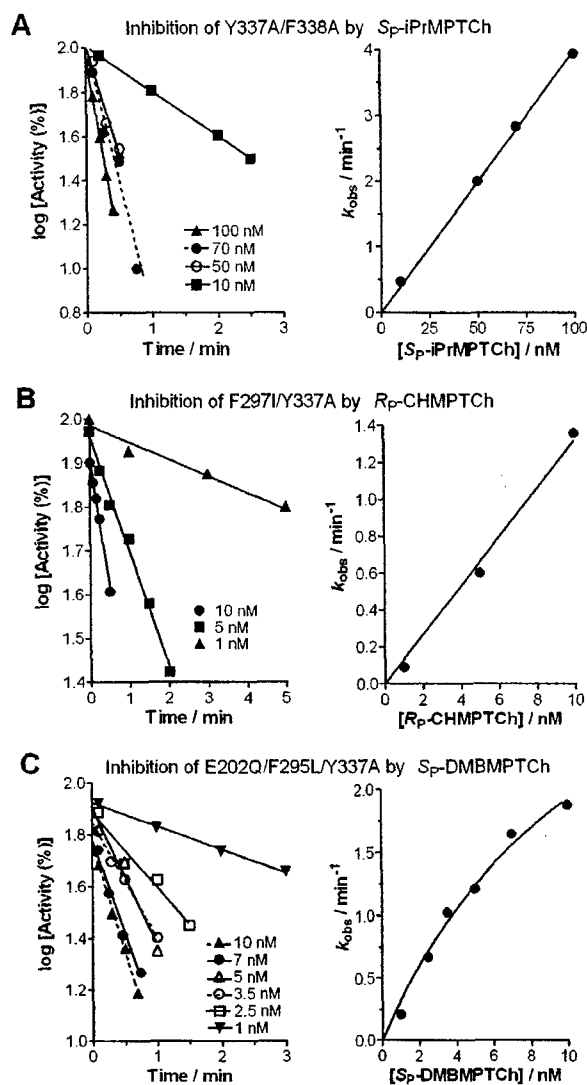 A
Inhibition of Y337A/F338A by Sp-iPrMPTCh
log [Activity (%)]
2.0
1.8
1.6
1.4
1.2
1.0
0.8
100 nM
70 nM
50 nM
10 nM
0 1 2 3
Time / min
kobs / min-1
4
2
0
0 25 50 75 100
[Sp-iPrMPTCh] / nM
B
Inhibition of F297I/Y337A by Rp-CHMPTCh
log [Activity (%)]
2.0
1.9
1.8
1.7
1.6
1.5
1.4
10 nM
5 nM
1 nM
0 1 2 3 4 5
Time / min
kobs / min-1
1.4
1.2
1.0
0.8
0.6
0.4
0.2
0.0
0 2 4 6 8 10
[Rp-CHMPTCh] / nM
C
Inhibition of E202Q/F295L/Y337A by Sp-DMBMPTCh
log [Activity (%)]
2.0
1.8
1.6
1.4
1.2
1.0
10 nM
7 nM
5 nM
3.5 nM
2.5 nM
1 nM
0 1 2 3
Time / min
kobs / min-1
2.0
1.5
1.0
0.5
0.0
0 2 4 6 8 10
[Sp-DMBMPTCh] / nM